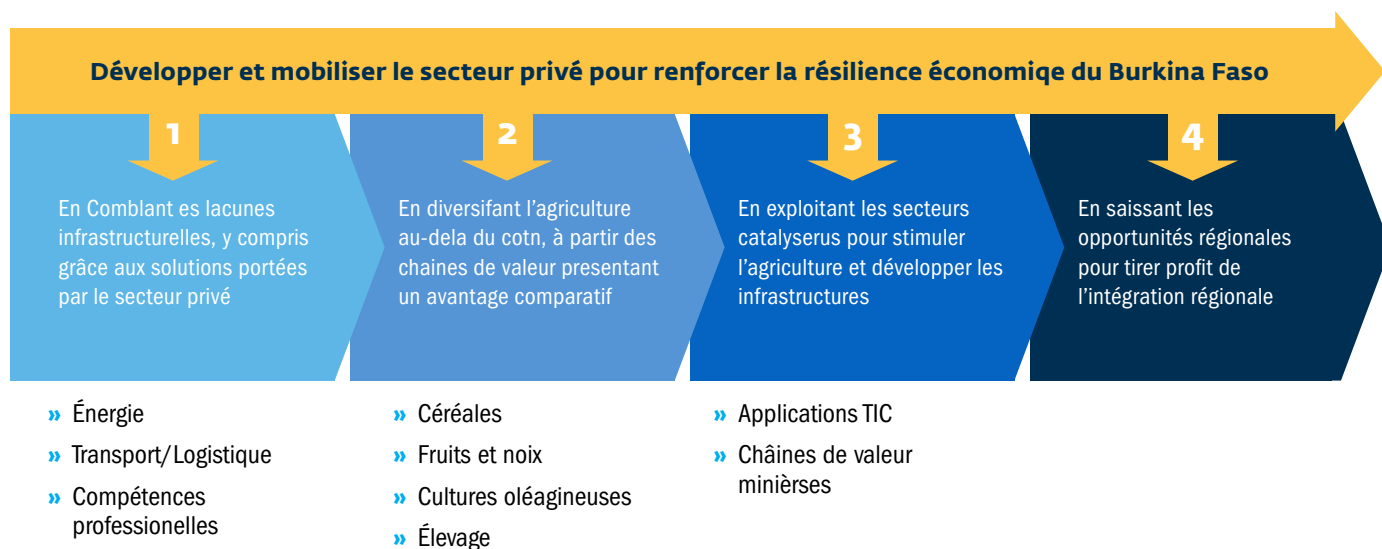 Développer et mobiliser le secteur privé pour renforcer la résilience économiqe du Burkina Faso
1
En Comblant es lacunes
infrastructurelles, y compris
grâce aux solutions portées
par le secteur privé
» Énergie
» Transport/Logistique
» Compétences
professionelles
2
En diversifant l’agriculture
au-dela du cotn, à partir des
chaines de valeur presentant
un avantage comparatif
» Céréales
» Fruits et noix
» Cultures oléagineuses
» Élevage
3
En exploitant les secteurs
catalyserus pour stimuler
l’agriculture et développer les
infrastructures
» Applications TIC
» Châines de valeur
minièrses
4
En saissant les
opportunités régionales
pour tirer profit de
l’intégration régionale